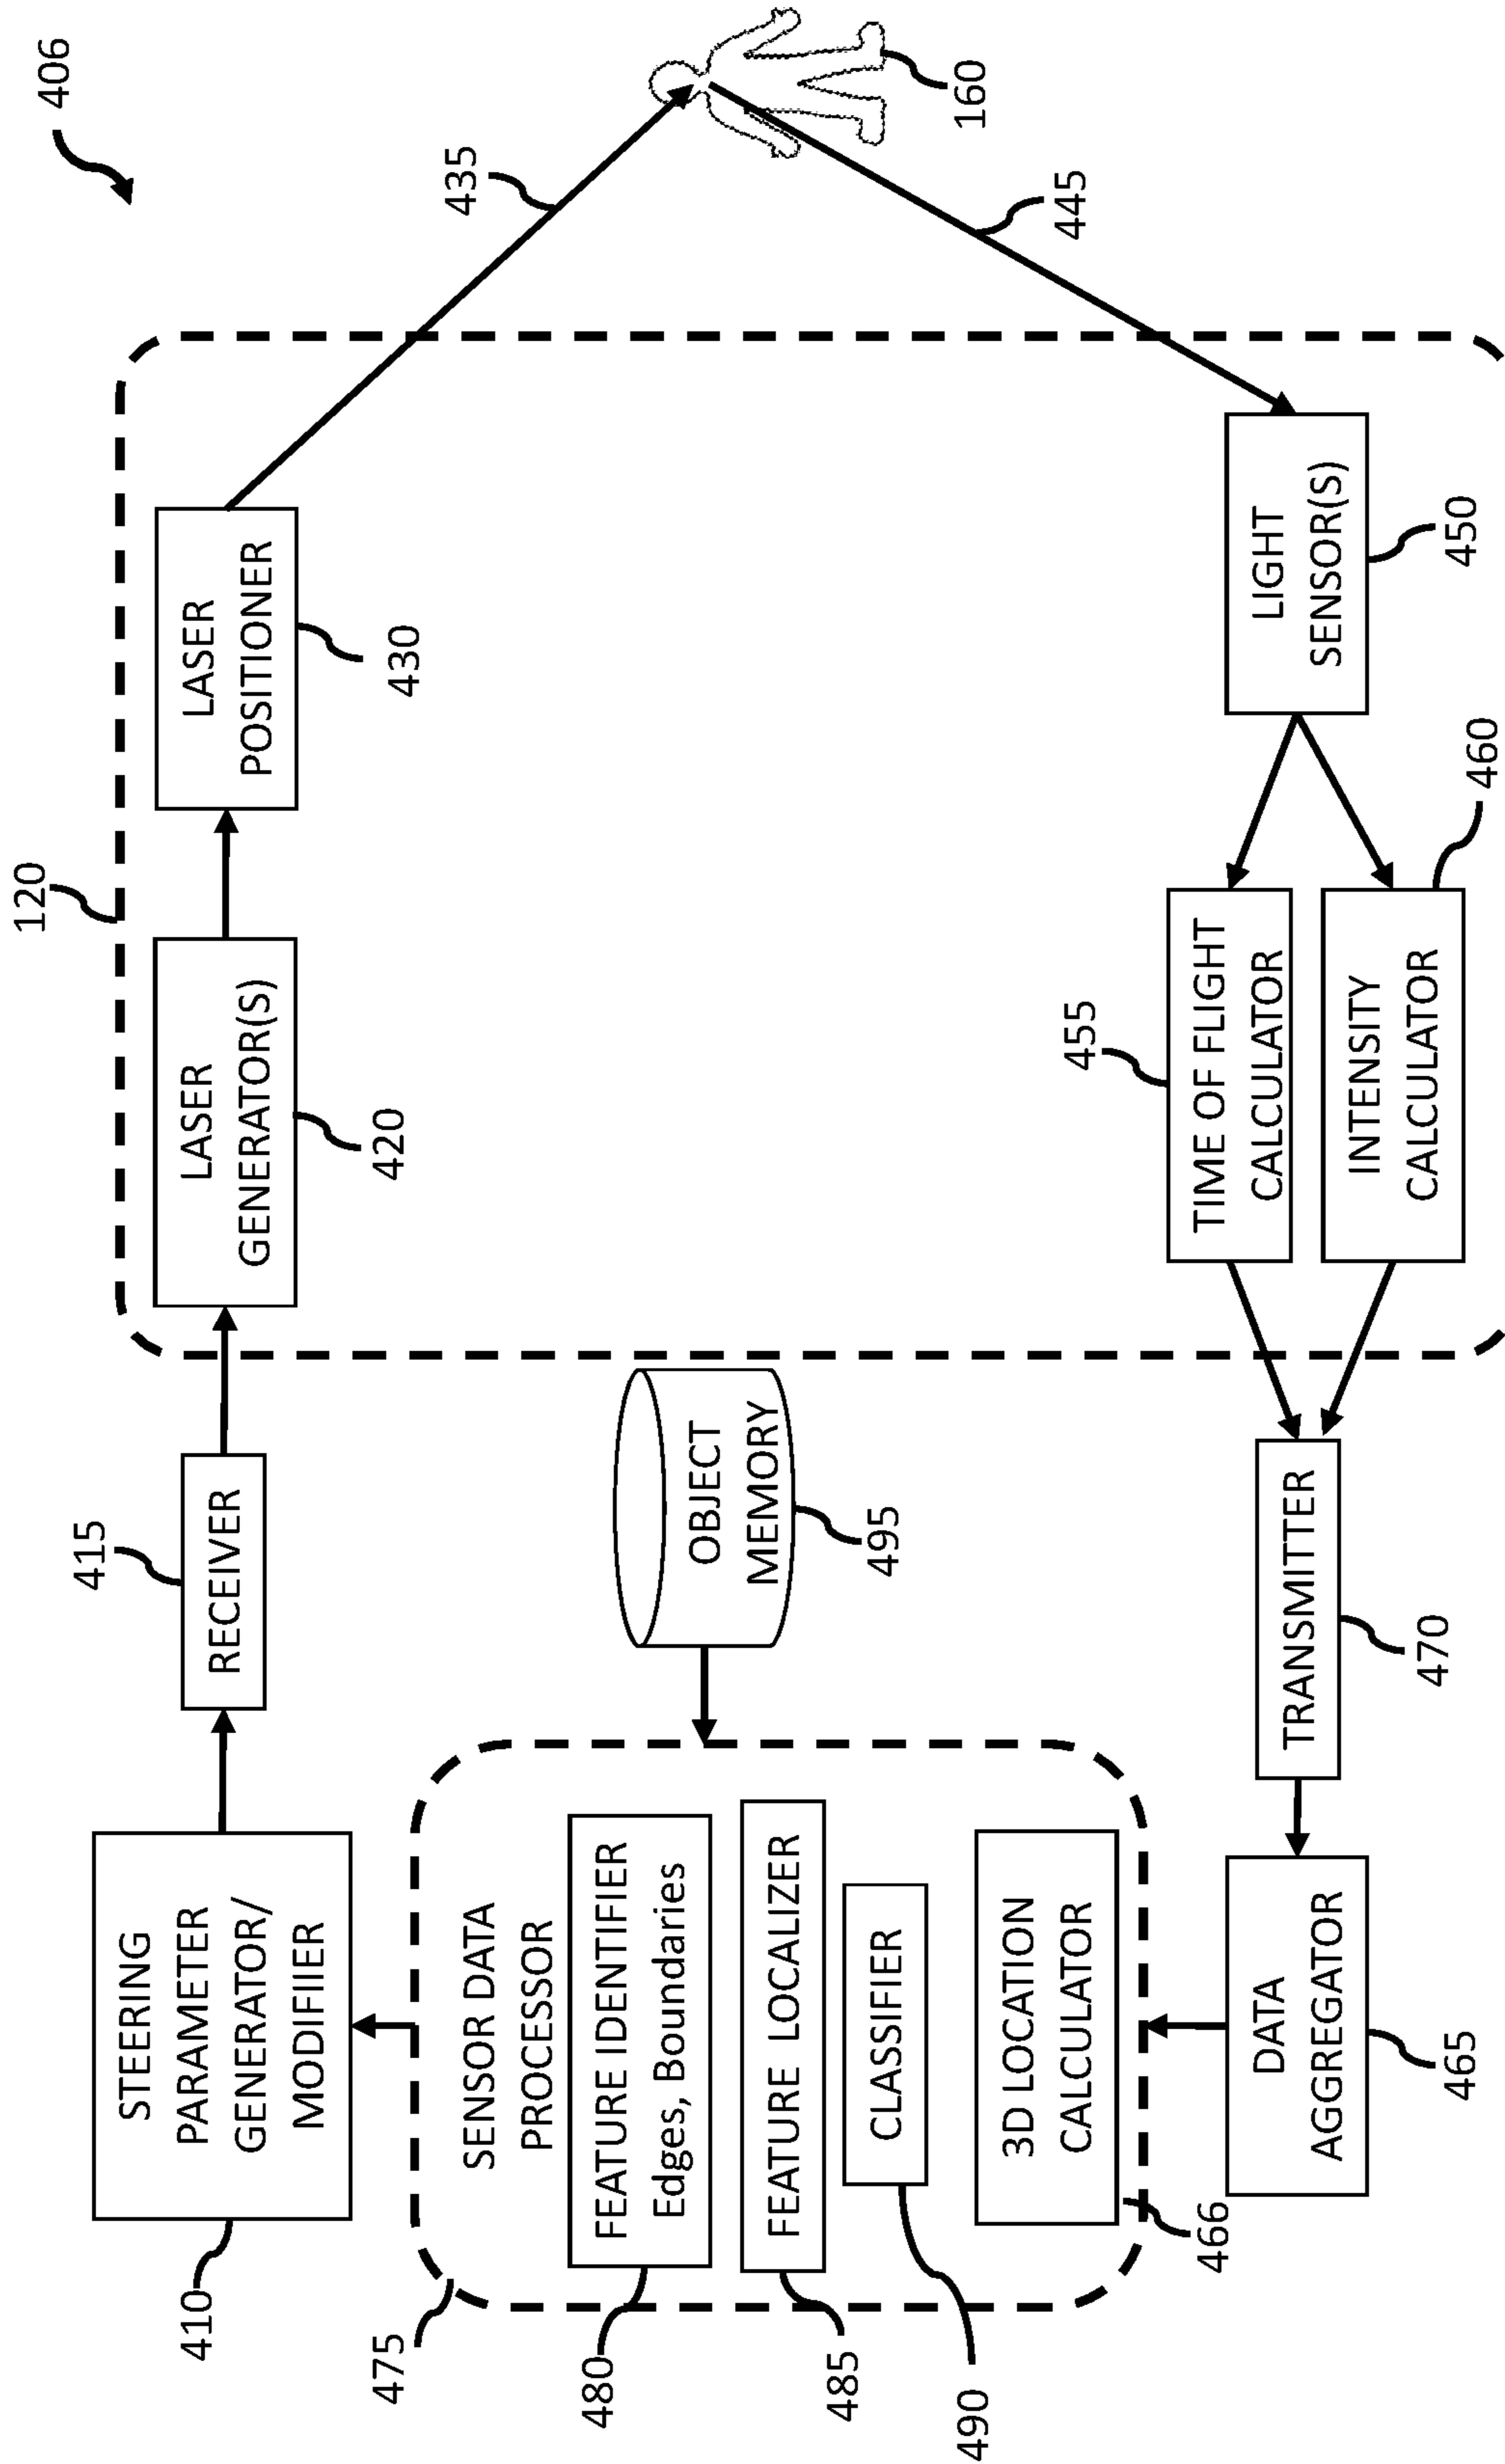 406
120
410
STEERING
PARAMETER
GENERATOR/
MODIFIER
415
RECEIVER
LASER
GENERATOR(S)
420
LASER
POSITIONER
430
435
160
445
475
SENSOR DATA
PROCESSOR
FEATURE IDENTIFIER
Edges, Boundaries
480
FEATURE LOCALIZER
485
CLASSIFIER
490
3D LOCATION
CALCULATOR
466
OBJECT
MEMORY
495
DATA
AGGREGATOR
465
TRANSMITTER
470
455
TIME OF FLIGHT
CALCULATOR
INTENSITY
CALCULATOR
460
LIGHT
SENSOR(S)
450